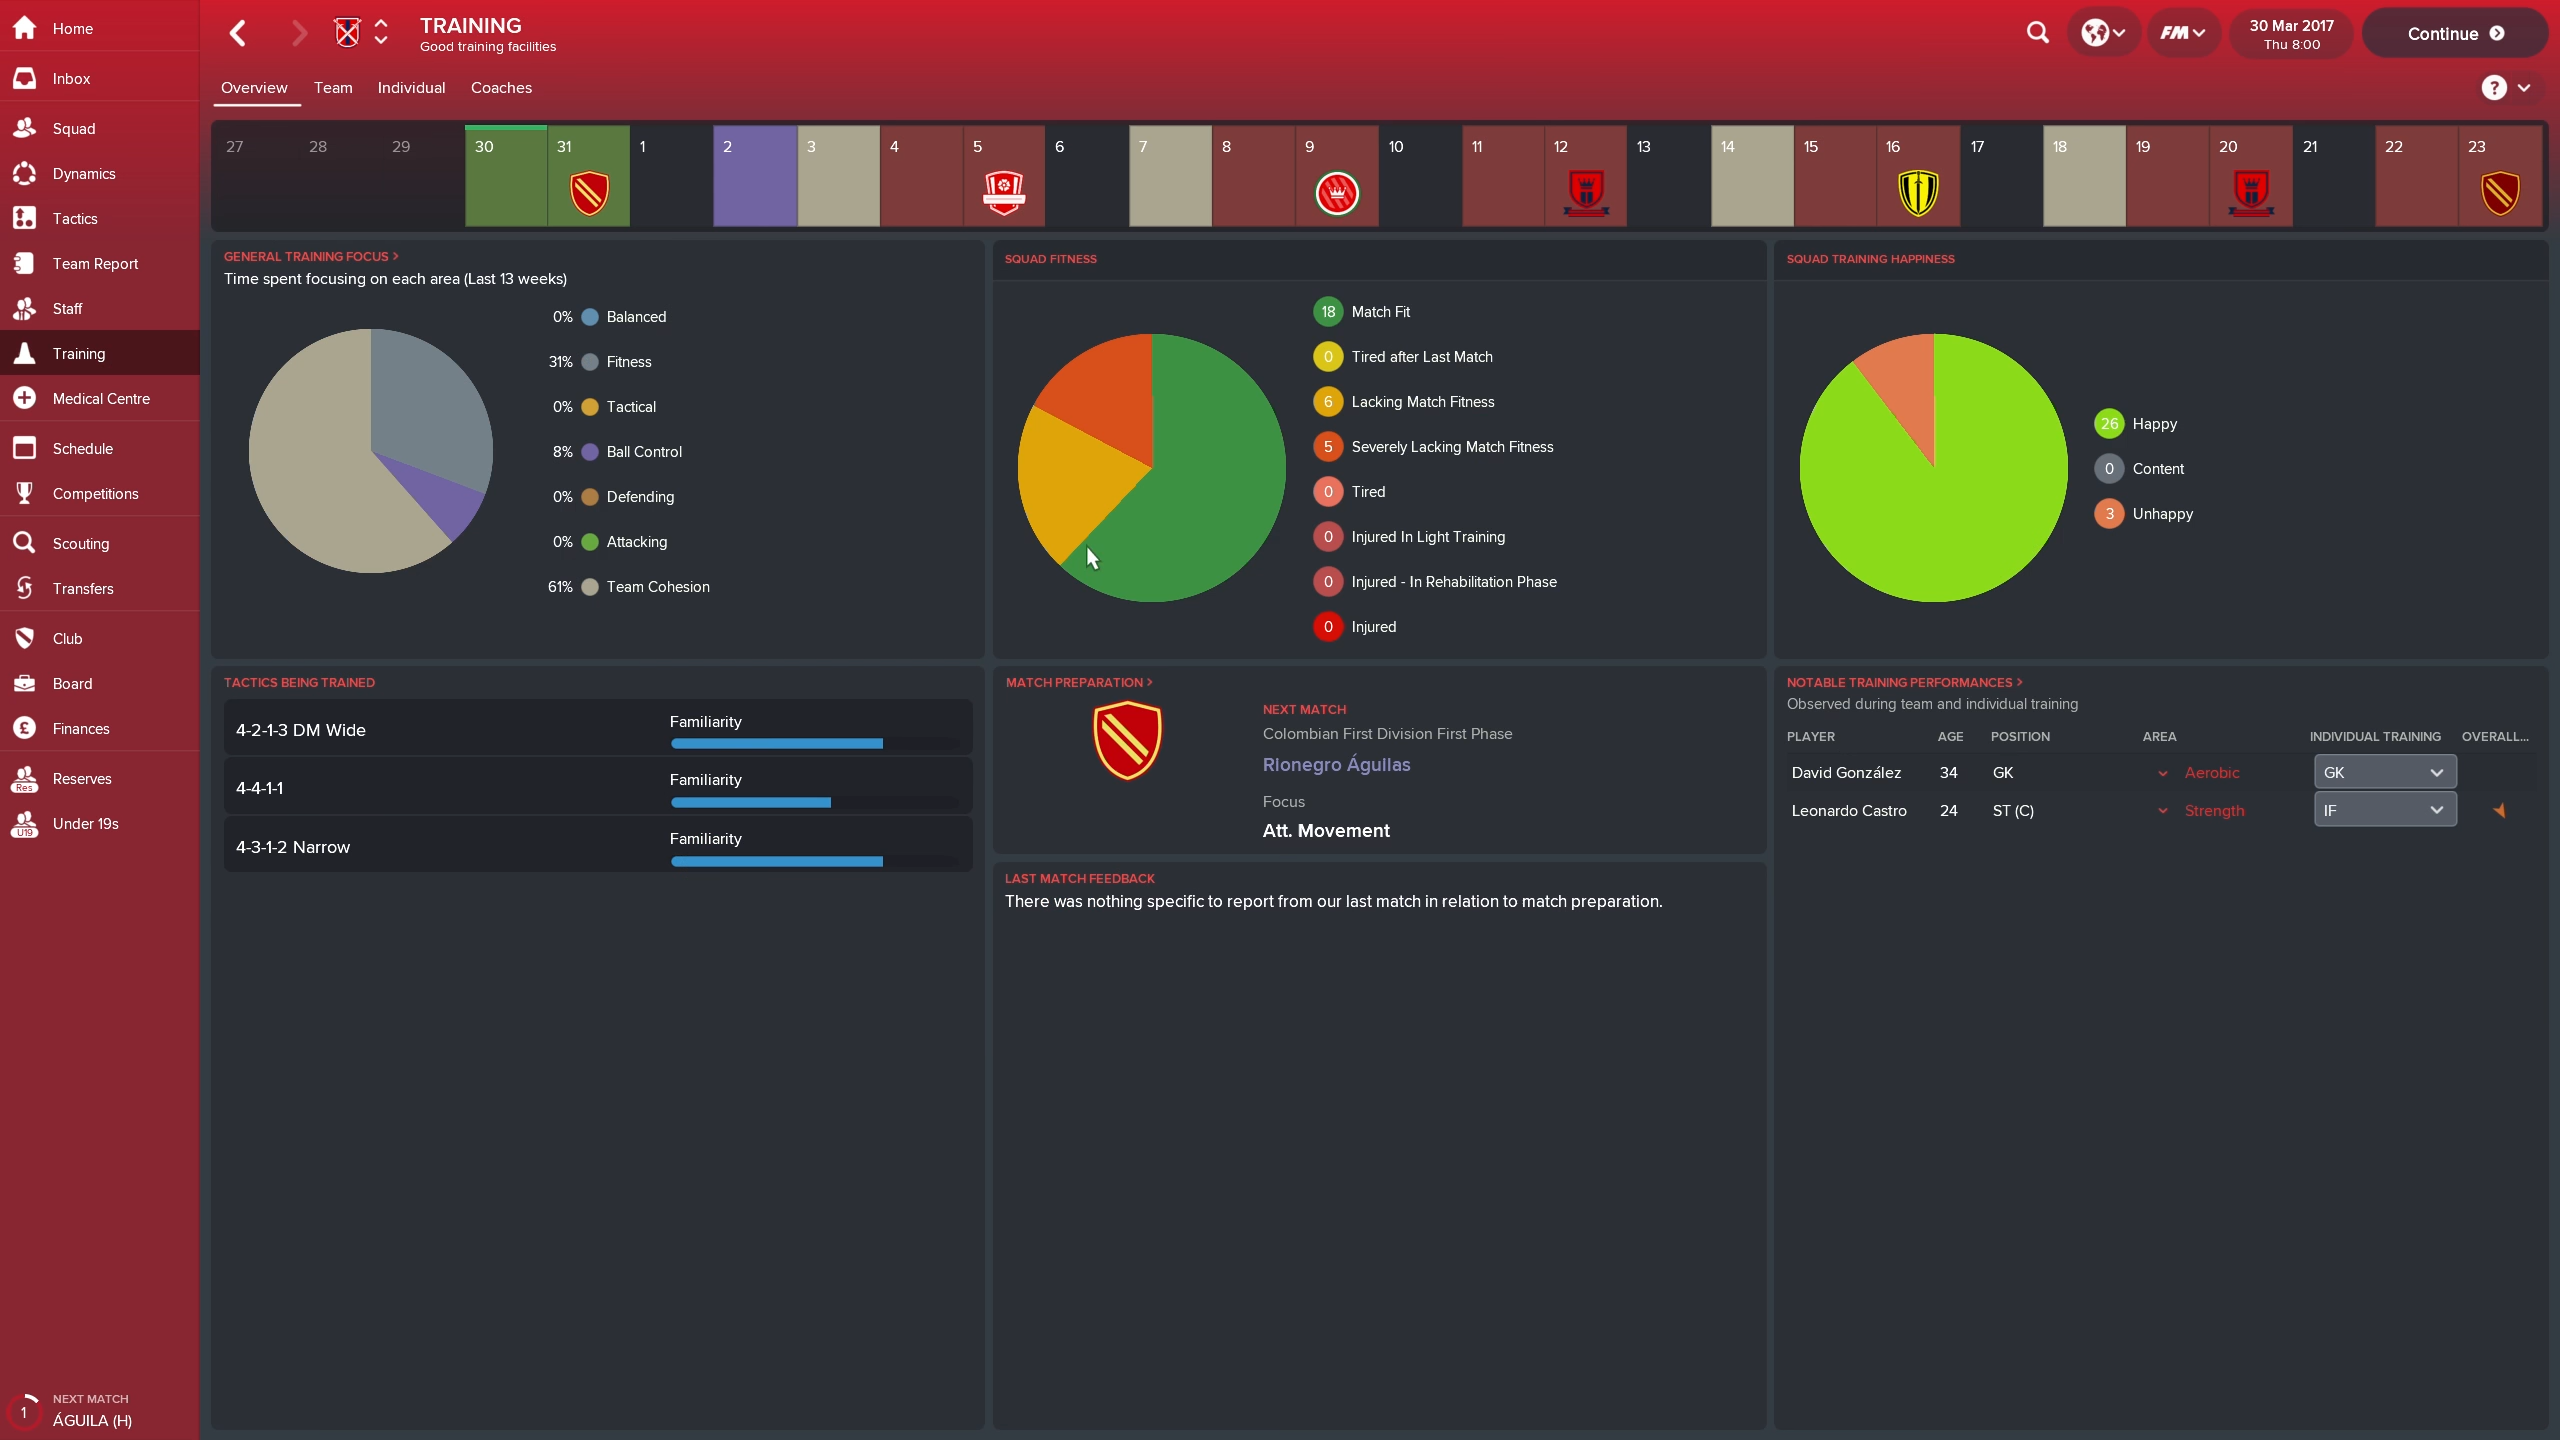 Home
Inbox
Squad
Dynamics
Tactics
Team Report
Staff
Training
Medical Centre
Schedule
Competitions
Scouting
Transfers
Club
Board
Finances
Res
Reserves
U19
Under 19s
1
NEXT MATCH
ÁGUILA (H)
TRAINING
Good training facilities
FM
30 Mar 2017
Thu 8:00
Continue
Overview Team Individual Coaches
?
27 28 29 30 31 1 2 3 4 5 6 7 8 9 10 11 12 13 14 15 16 17 18 19 20 21 22 23
GENERAL TRAINING FOCUS >
Time spent focusing on each area (Last 13 weeks)
0% Balanced
31% Fitness
0% Tactical
8% Ball Control
0% Defending
0% Attacking
61% Team Cohesion
SQUAD FITNESS
18 Match Fit
0 Tired after Last Match
6 Lacking Match Fitness
5 Severely Lacking Match Fitness
0 Tired
0 Injured In Light Training
0 Injured - In Rehabilitation Phase
0 Injured
SQUAD TRAINING HAPPINESS
26 Happy
0 Content
3 Unhappy
TACTICS BEING TRAINED
4-2-1-3 DM Wide Familiarity
4-4-1-1 Familiarity
4-3-1-2 Narrow Familiarity
MATCH PREPARATION >
NEXT MATCH
Colombian First Division First Phase
Rionegro Águilas
Focus
Att. Movement
LAST MATCH FEEDBACK
There was nothing specific to report from our last match in relation to match preparation.
NOTABLE TRAINING PERFORMANCES >
Observed during team and individual training
PLAYER AGE POSITION AREA INDIVIDUAL TRAINING OVERALL...
David González 34 GK Aerobic GK
Leonardo Castro 24 ST (C) Strength IF